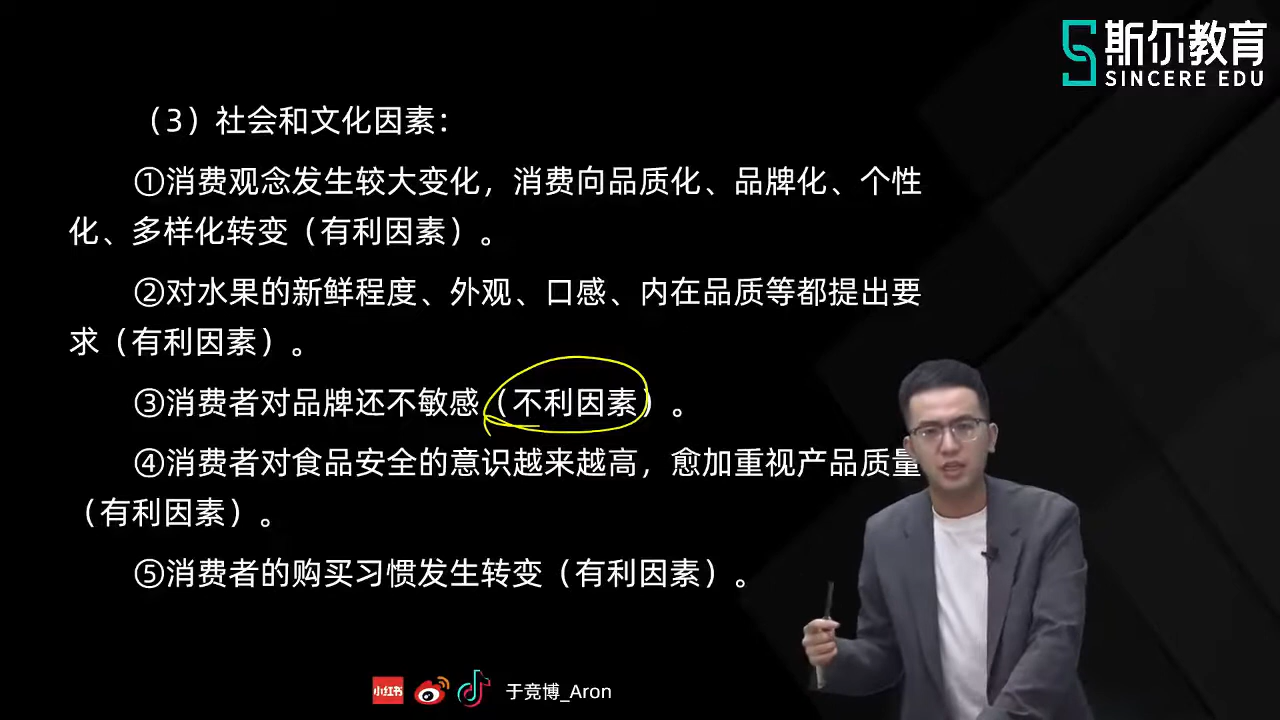 斯尔教育
SINCERE EDU
（3）社会和文化因素：
①消费观念发生较大变化，消费向品质化、品牌化、个性
化、多样化转变（有利因素）。
②对水果的新鲜程度、外观、口感、内在品质等都提出要
求（有利因素）。
③消费者对品牌还不敏感（不利因素）。
④消费者对食品安全的意识越来越高，愈加重视产品质量
（有利因素）。
⑤消费者的购买习惯发生转变（有利因素）。
小红书
于竞博_Aron